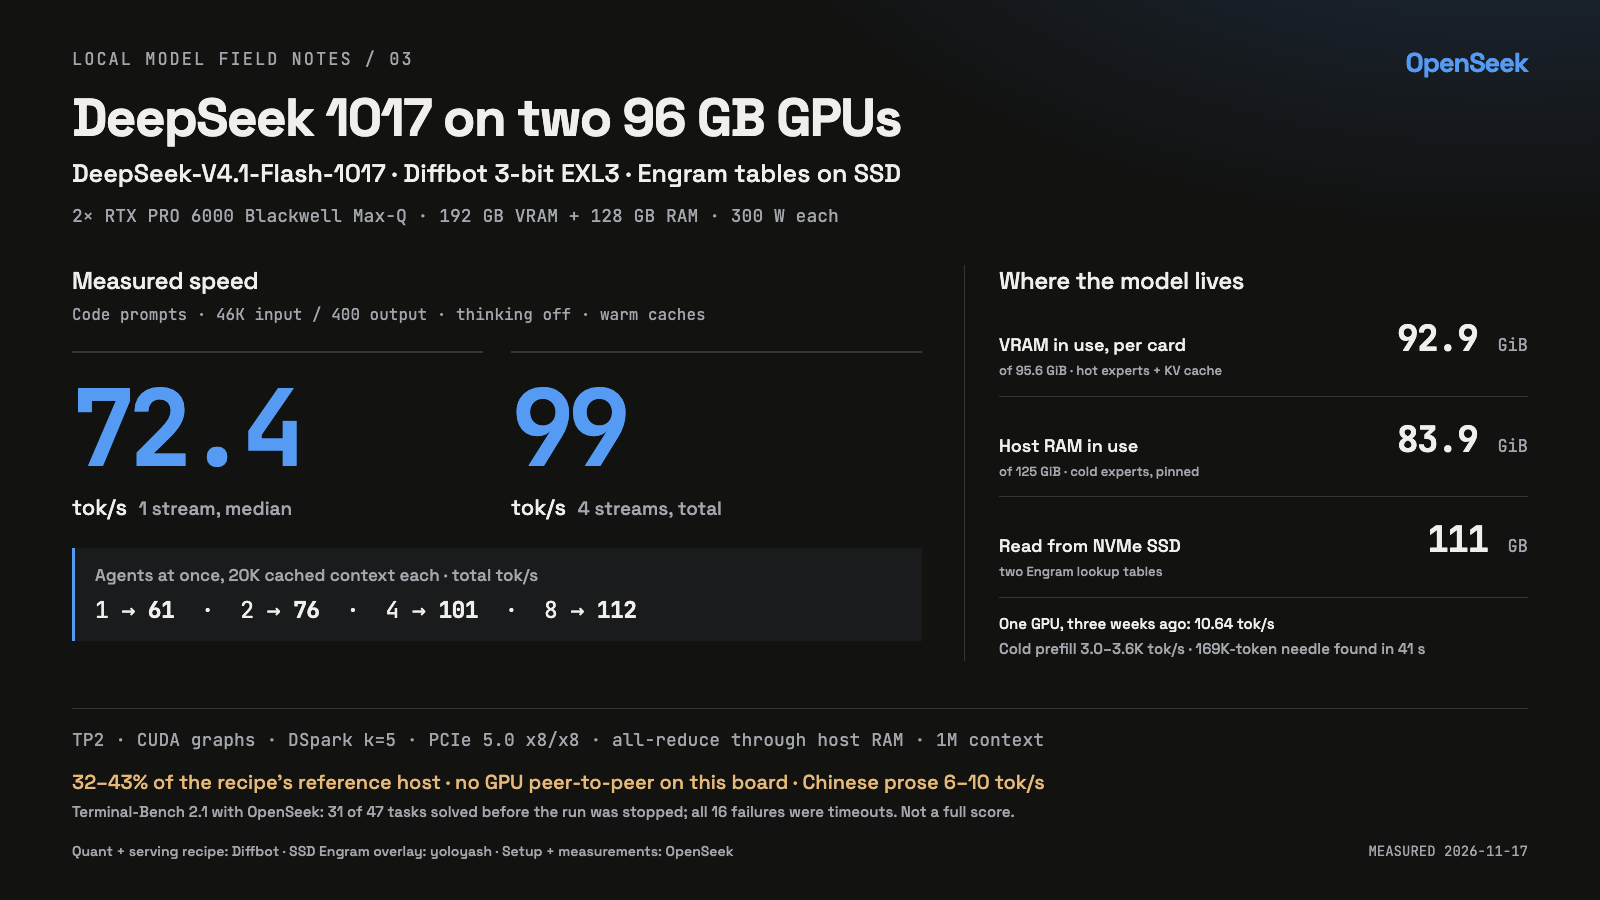 LOCAL MODEL FIELD NOTES / 03
OpenSeek
DeepSeek 1017 on two 96 GB GPUs
DeepSeek-V4.1-Flash-1017 · Diffbot 3-bit EXL3 · Engram tables on SSD
2× RTX PRO 6000 Blackwell Max-Q · 192 GB VRAM + 128 GB RAM · 300 W each
Measured speed
Code prompts · 46K input / 400 output · thinking off · warm caches
72.4
tok/s 1 stream, median
99
tok/s 4 streams, total
Agents at once, 20K cached context each · total tok/s
1 → 61 · 2 → 76 · 4 → 101 · 8 → 112
Where the model lives
VRAM in use, per card 92.9 GiB
of 95.6 GiB · hot experts + KV cache
Host RAM in use 83.9 GiB
of 125 GiB · cold experts, pinned
Read from NVMe SSD 111 GB
two Engram lookup tables
One GPU, three weeks ago: 10.64 tok/s
Cold prefill 3.0–3.6K tok/s · 169K-token needle found in 41 s
TP2 · CUDA graphs · DSpark k=5 · PCIe 5.0 x8/x8 · all-reduce through host RAM · 1M context
32–43% of the recipe's reference host · no GPU peer-to-peer on this board · Chinese prose 6–10 tok/s
Terminal-Bench 2.1 with OpenSeek: 31 of 47 tasks solved before the run was stopped; all 16 failures were timeouts. Not a full score.
Quant + serving recipe: Diffbot · SSD Engram overlay: yoloyash · Setup + measurements: OpenSeek
MEASURED 2026-11-17